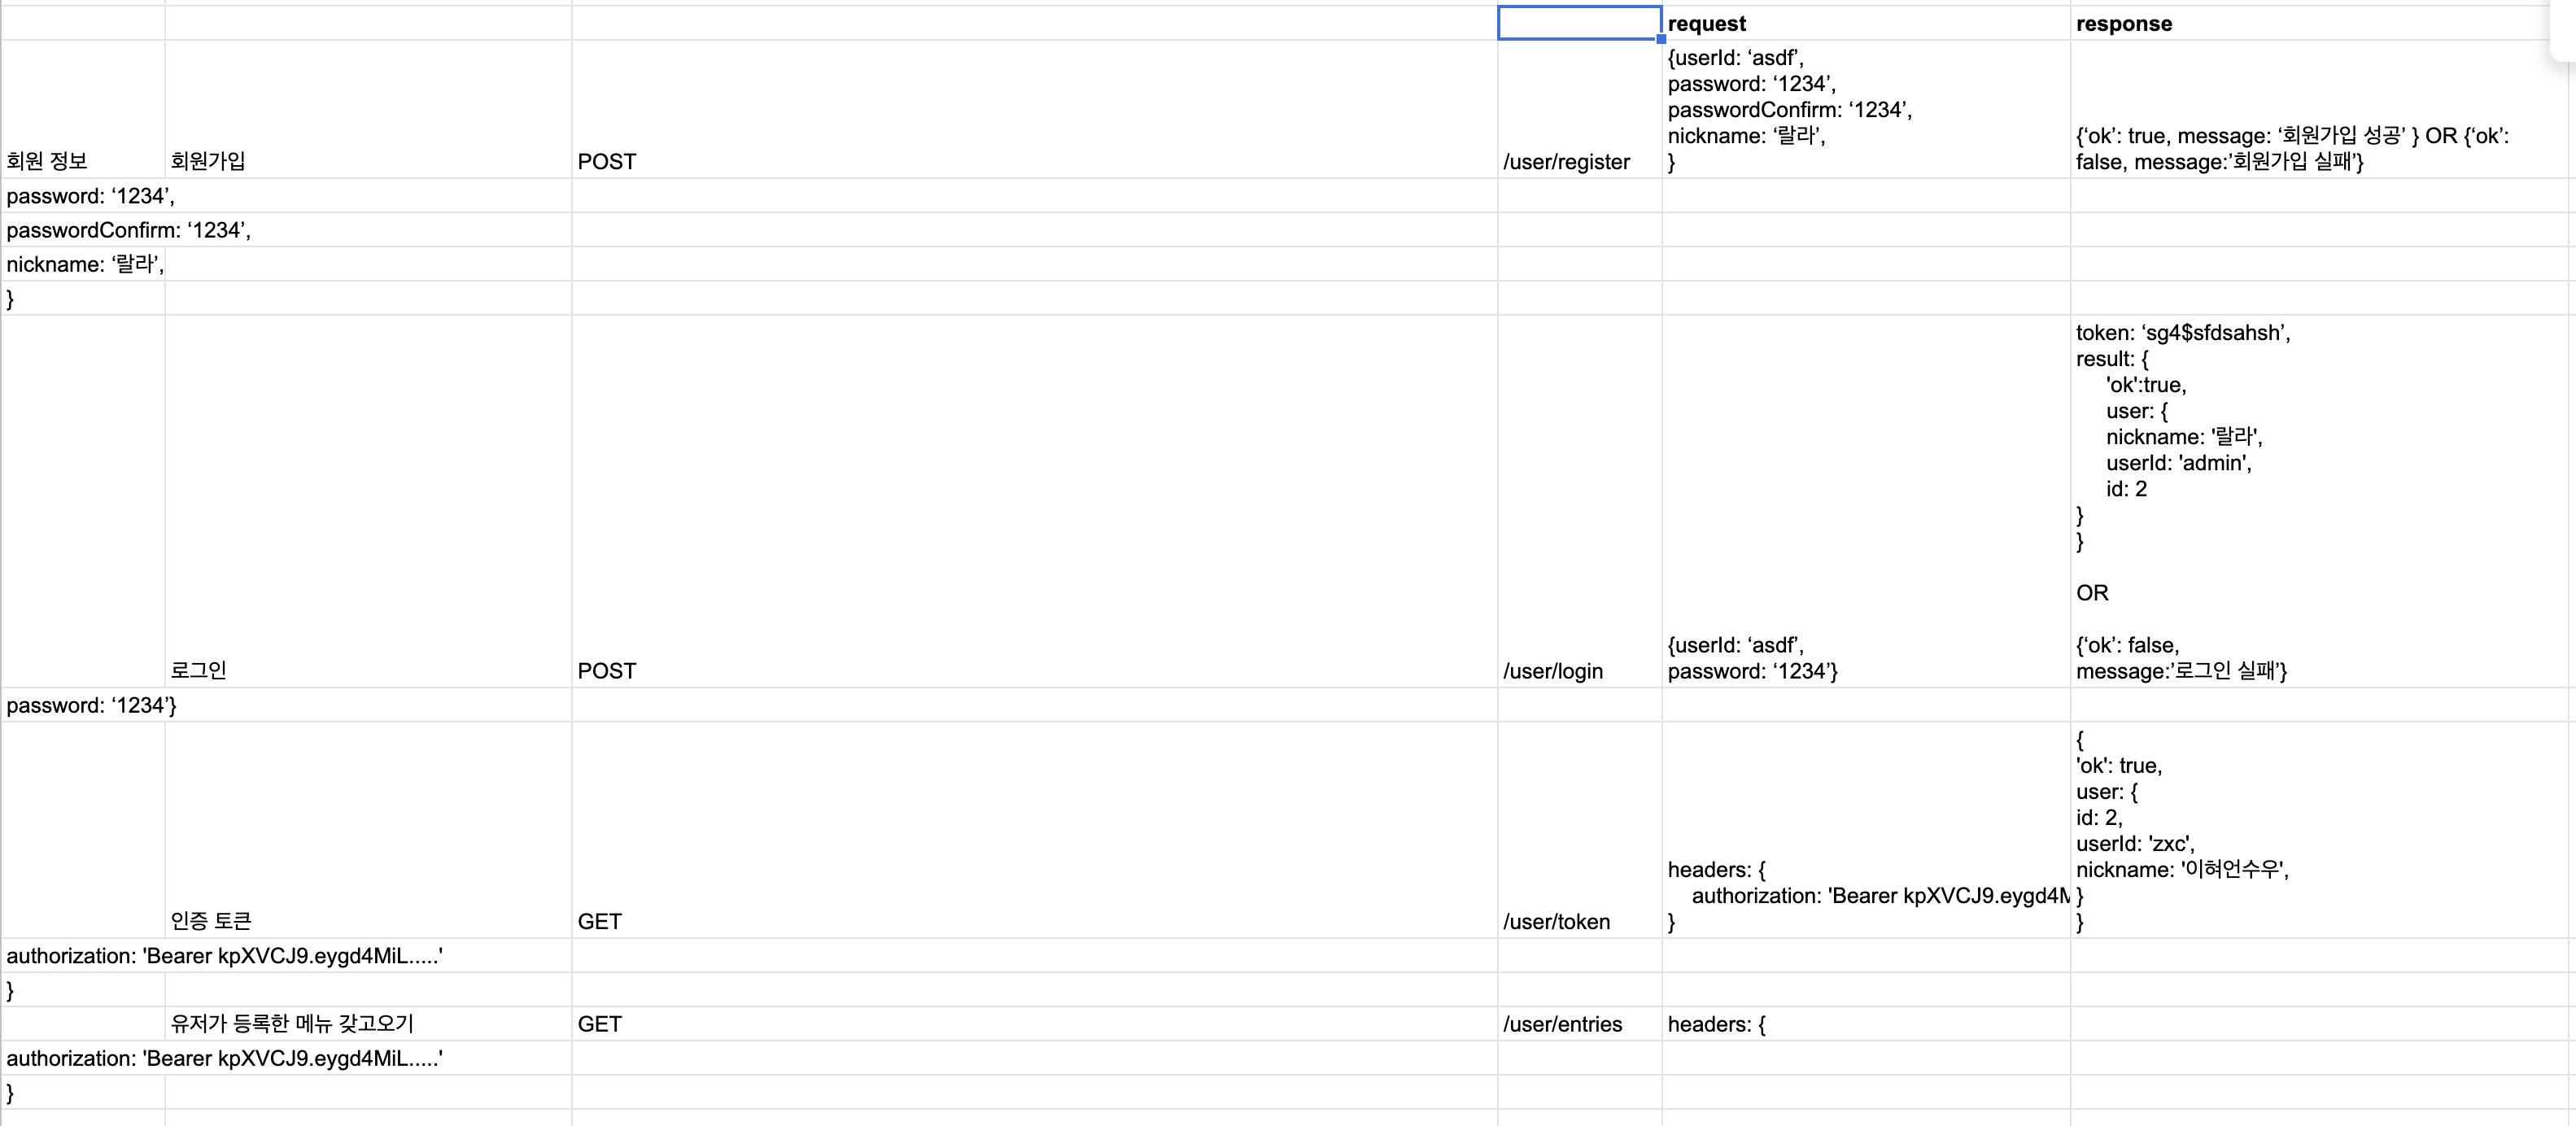 request	response
회원 정보	회원가입	POST	/user/register	{userId: ‘asdf’,
password: ‘1234’,
passwordConfirm: ‘1234’,
nickname: ‘랄라’,
}	{‘ok’: true, message: ‘회원가입 성공’ } OR {‘ok’:
false, message:’회원가입 실패’}
password: ‘1234’,
passwordConfirm: ‘1234’,
nickname: ‘랄라’,
}
로그인	POST	/user/login	{userId: ‘asdf’,
password: ‘1234’}	token: ‘sg4$sfdsahsh’,
result: {
'ok':true,
user: {
nickname: '랄라',
userId: 'admin',
id: 2
}
}
OR
{‘ok’: false,
message:’로그인 실패’}
password: ‘1234’}
인증 토큰	GET	/user/token	headers: {
authorization: 'Bearer kpXVCJ9.eygd4M
}	{
'ok': true,
user: {
id: 2,
userId: 'zxc',
nickname: '이혀언수우',
}
}
authorization: 'Bearer kpXVCJ9.eygd4MiL.....'
}
유저가 등록한 메뉴 갖고오기	GET	/user/entries	headers: {
authorization: 'Bearer kpXVCJ9.eygd4MiL.....'
}